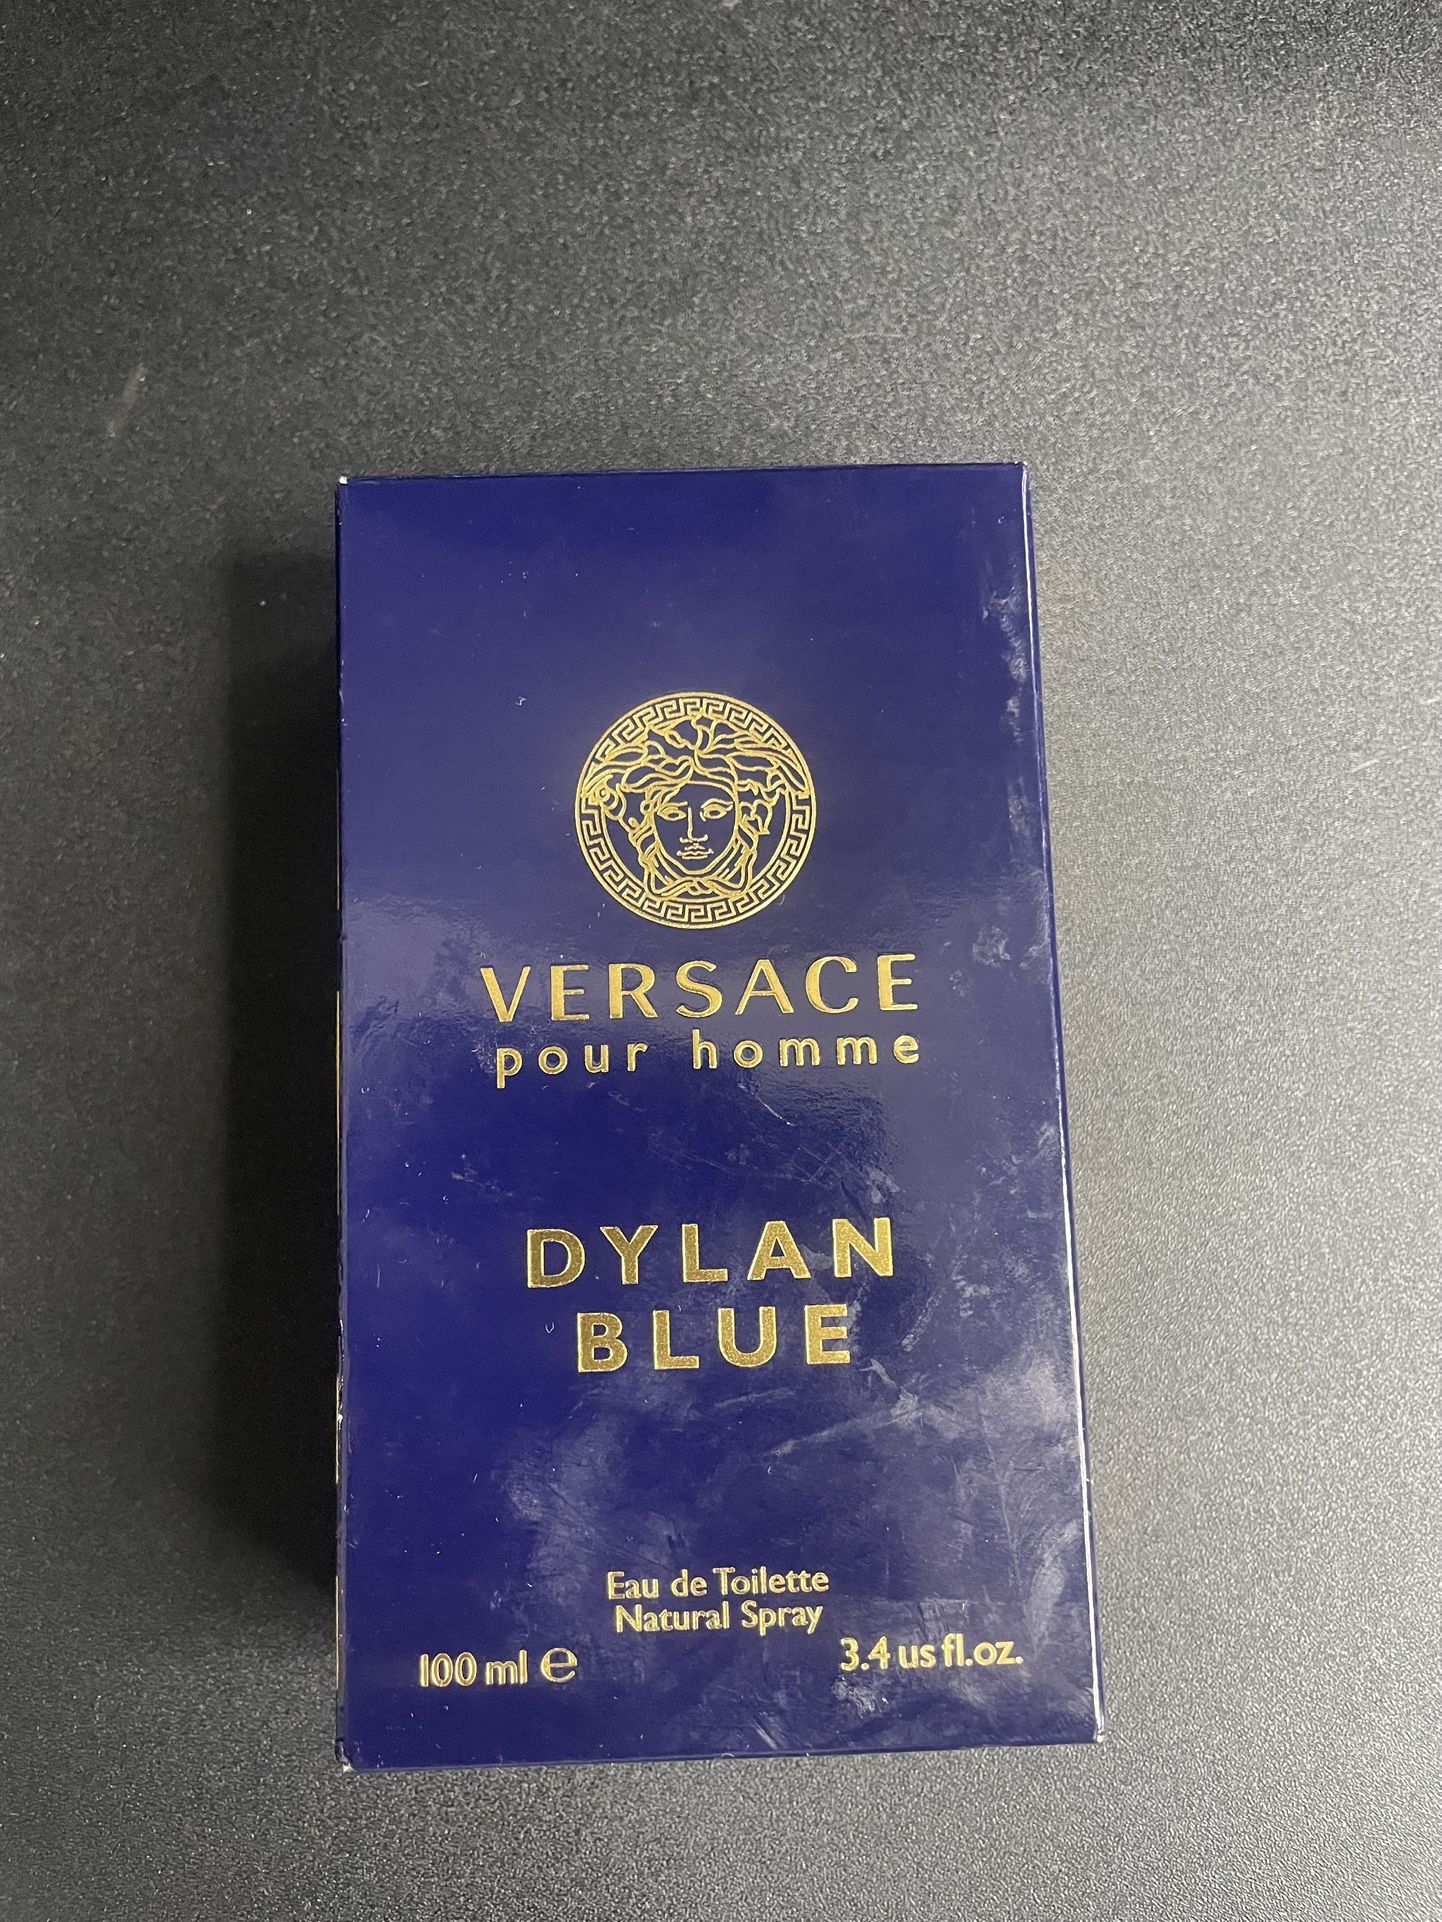 VERSACE
pour homme
DYLAN
BLUE
Eau de Toilette
Natural Spray
100 ml ℮
3.4 us fl.oz.